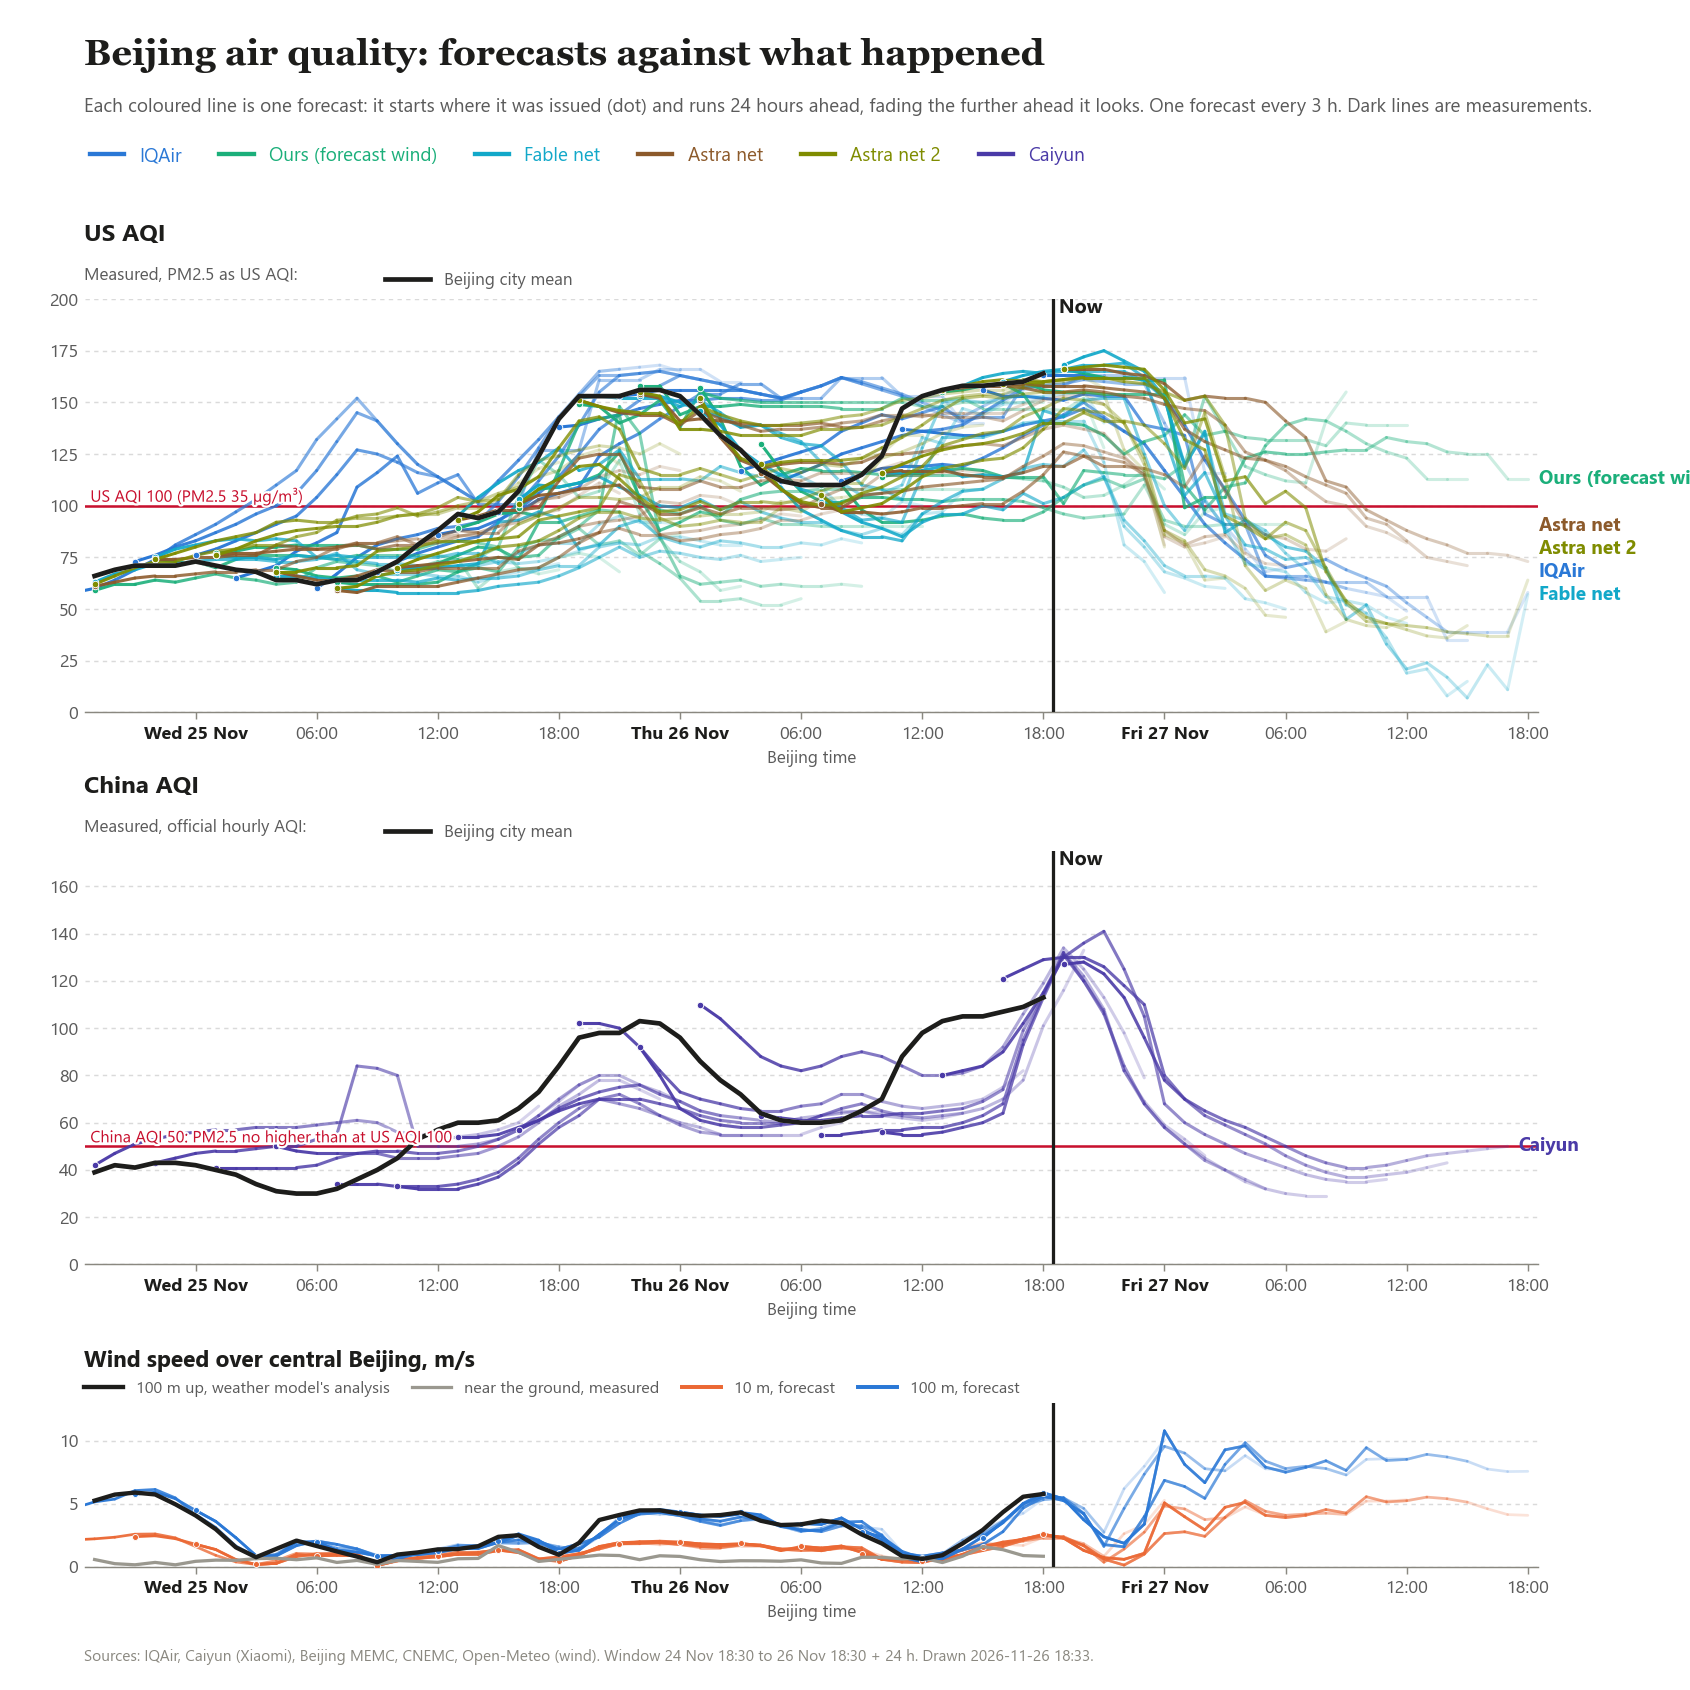 Beijing air quality: forecasts against what happened
Each coloured line is one forecast: it starts where it was issued (dot) and runs 24 hours ahead, fading the further ahead it looks. One forecast every 3 h. Dark lines are measurements.
IQAir Ours (forecast wind) Fable net Astra net Astra net 2 Caiyun
US AQI
Measured, PM2.5 as US AQI: Beijing city mean
200
Now
175
150
125
Ours (forecast wi
US AQI 100 (PM2.5 35 µg/m³)
100
Astra net
Astra net 2
75
IQAir
Fable net
50
25
0
Wed 25 Nov 06:00 12:00 18:00 Thu 26 Nov 06:00 12:00 18:00 Fri 27 Nov 06:00 12:00 18:00
Beijing time
China AQI
Measured, official hourly AQI: Beijing city mean
Now
160
140
120
100
80
60
China AQI 50: PM2.5 no higher than at US AQI 100
Caiyun
40
20
0
Wed 25 Nov 06:00 12:00 18:00 Thu 26 Nov 06:00 12:00 18:00 Fri 27 Nov 06:00 12:00 18:00
Beijing time
Wind speed over central Beijing, m/s
100 m up, weather model's analysis near the ground, measured 10 m, forecast 100 m, forecast
10
5
0
Wed 25 Nov 06:00 12:00 18:00 Thu 26 Nov 06:00 12:00 18:00 Fri 27 Nov 06:00 12:00 18:00
Beijing time
Sources: IQAir, Caiyun (Xiaomi), Beijing MEMC, CNEMC, Open-Meteo (wind). Window 24 Nov 18:30 to 26 Nov 18:30 + 24 h. Drawn 2026-11-26 18:33.